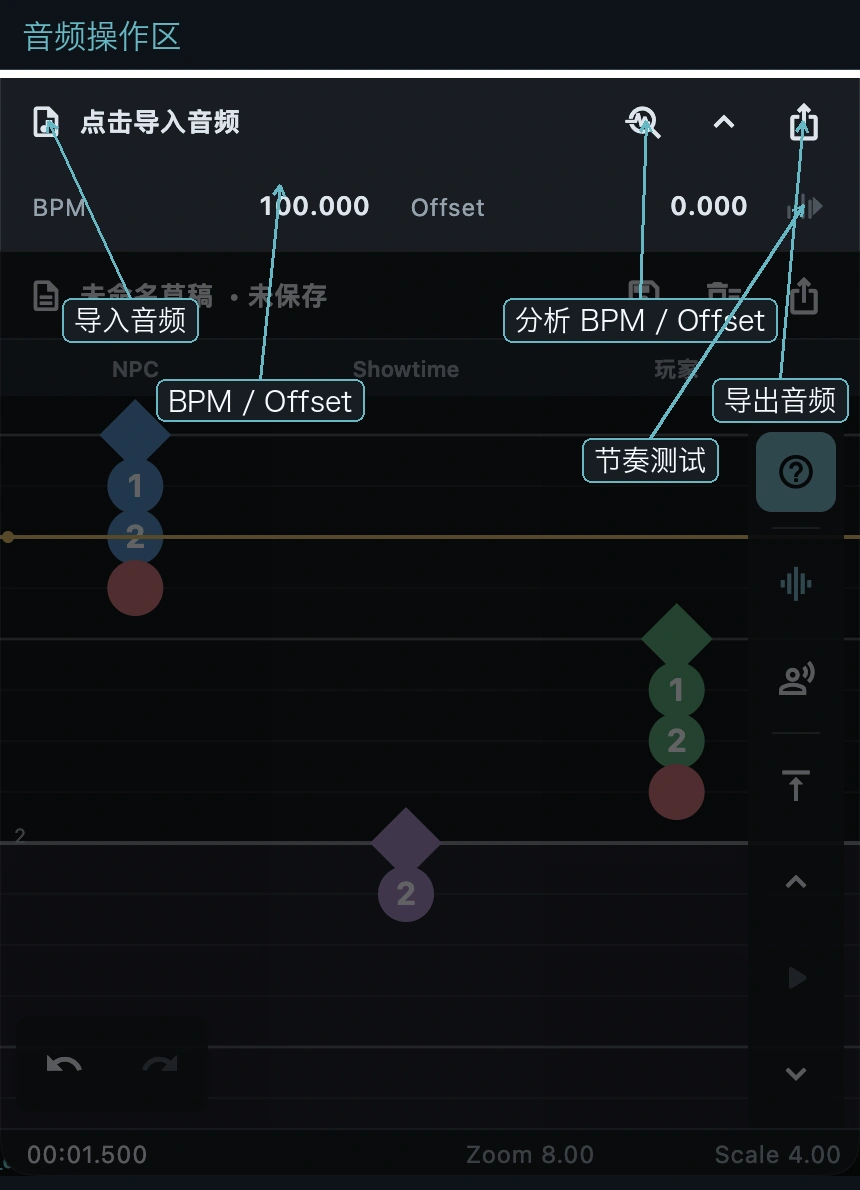 音频操作区
点击导入音频
BPM 100.000 Offset 0.000
未命名草稿 · 未保存
导入音频
分析 BPM / Offset
NPC Showtime 玩家
BPM / Offset
导出音频
节奏测试
1
2
1
2
2
2
00:01.500 Zoom 8.00 Scale 4.00